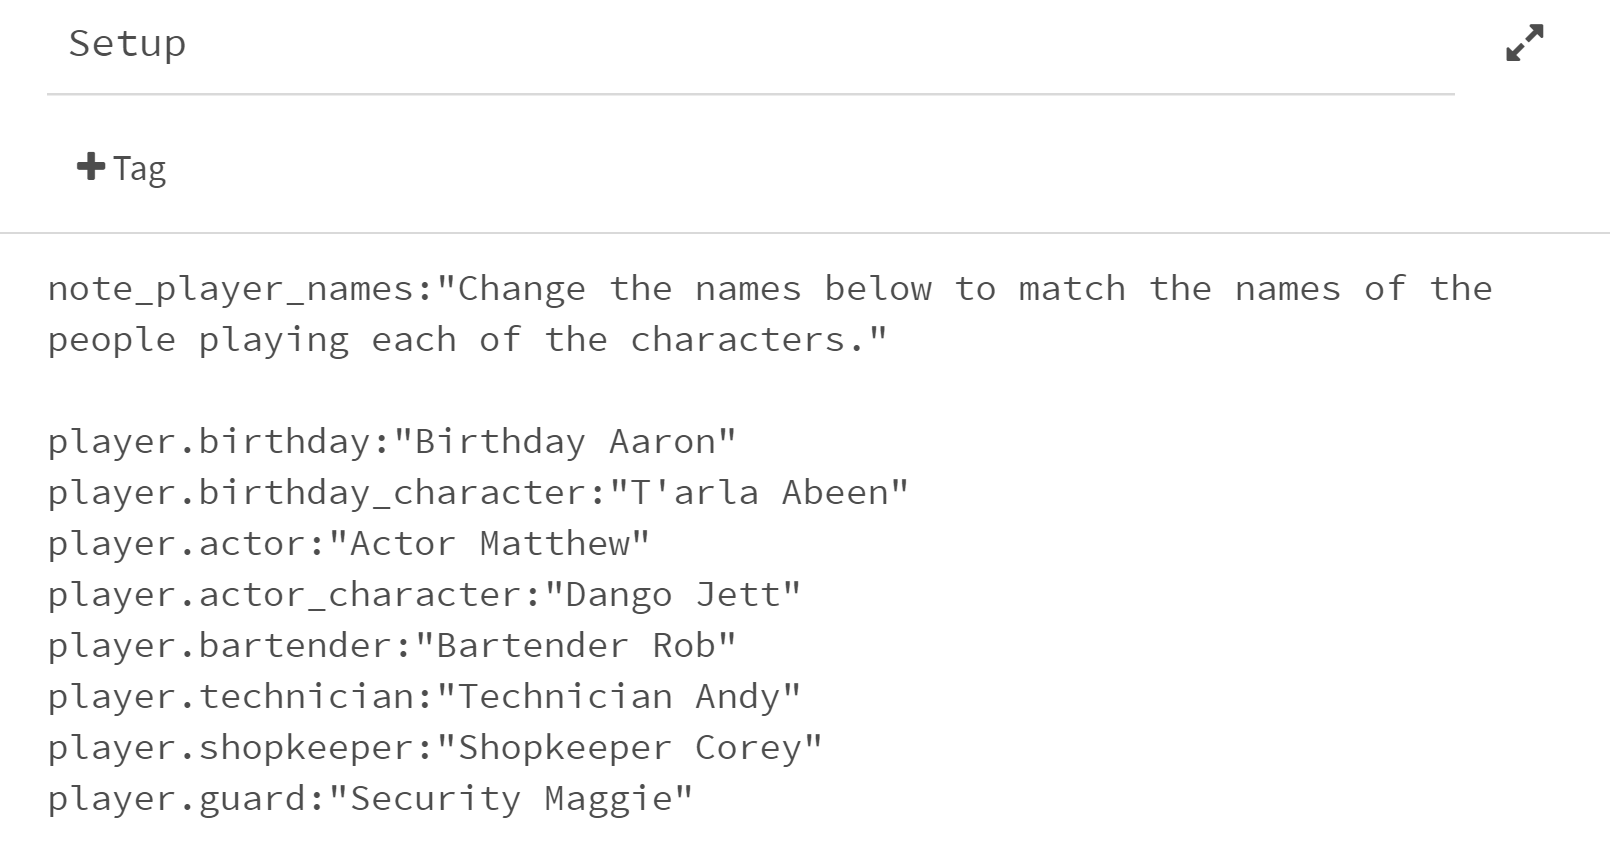 Setup
Tag
note_player_names:"Change the names below to match the names of the
people playing each of the characters."
player.birthday:"Birthday Aaron"
player.birthday_character:"T'arla Abeen"
player.actor:"Actor Matthew"
player.actor_character:"Dango Jett"
player.bartender:"Bartender Rob"
player.technician:"Technician Andy"
player.shopkeeper:"Shopkeeper Corey"
player.guard:"Security Maggie"